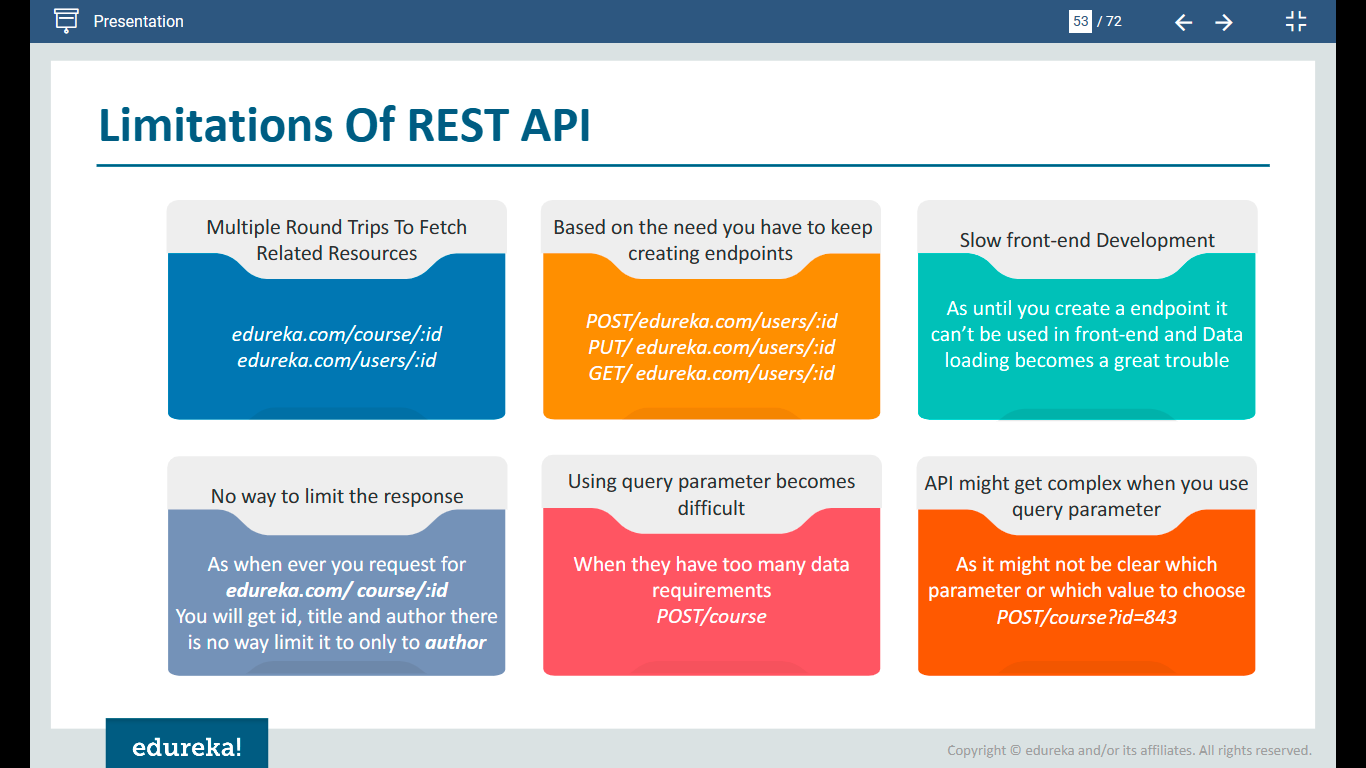 Presentation
53 / 72
Limitations Of REST API
Multiple Round Trips To Fetch
Related Resources
edureka.com/course/:id
edureka.com/users/:id
Based on the need you have to keep
creating endpoints
POST/edureka.com/users/:id
PUT/ edureka.com/users/:id
GET/ edureka.com/users/:id
Slow front-end Development
As until you create a endpoint it
can’t be used in front-end and Data
loading becomes a great trouble
No way to limit the response
As when ever you request for
edureka.com/ course/:id
You will get id, title and author there
is no way limit it to only to author
Using query parameter becomes
difficult
When they have too many data
requirements
POST/course
API might get complex when you use
query parameter
As it might not be clear which
parameter or which value to choose
POST/course?id=843
edureka!
Copyright © edureka and/or its affiliates. All rights reserved.